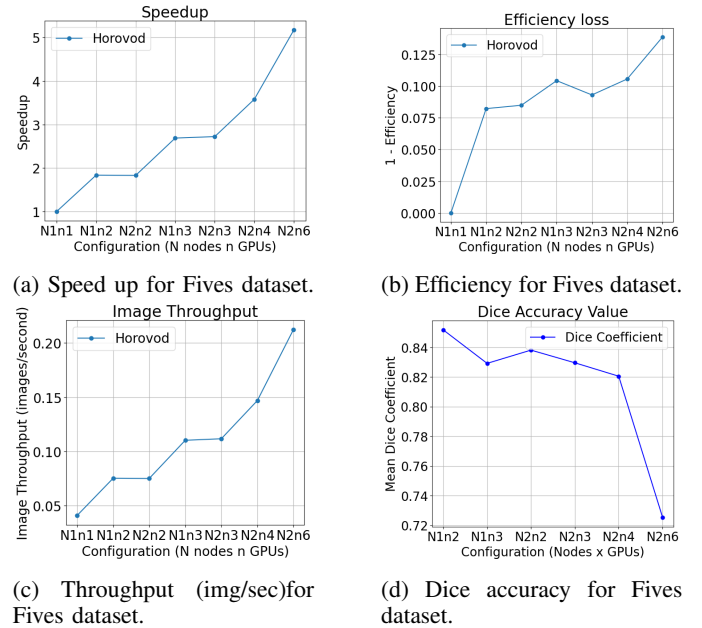 Speedup
Horovod
5
4
3
2
1
Speedup
N1n1 N1n2 N2n2 N1n3 N2n3 N2n4 N2n6
Configuration (N nodes n GPUs)
(a) Speed up for Fives dataset.
Efficiency loss
Horovod
0.125
0.100
0.075
0.050
0.025
0.000
1 - Efficiency
N1n1 N1n2 N2n2 N1n3 N2n3 N2n4 N2n6
Configuration (N nodes n GPUs)
(b) Efficiency for Fives dataset.
Image Throughput
Horovod
0.20
0.15
0.10
0.05
Image Throughput (images/second)
N1n1 N1n2 N2n2 N1n3 N2n3 N2n4 N2n6
Configuration (N nodes n GPUs)
(c) Throughput (img/sec)for
Fives dataset.
Dice Accuracy Value
Dice Coefficient
0.84
0.82
0.80
0.78
0.76
0.74
0.72
Mean Dice Coefficient
N1n2 N1n3 N2n2 N2n3 N2n4 N2n6
Configuration (Nodes x GPUs)
(d) Dice accuracy for Fives
dataset.